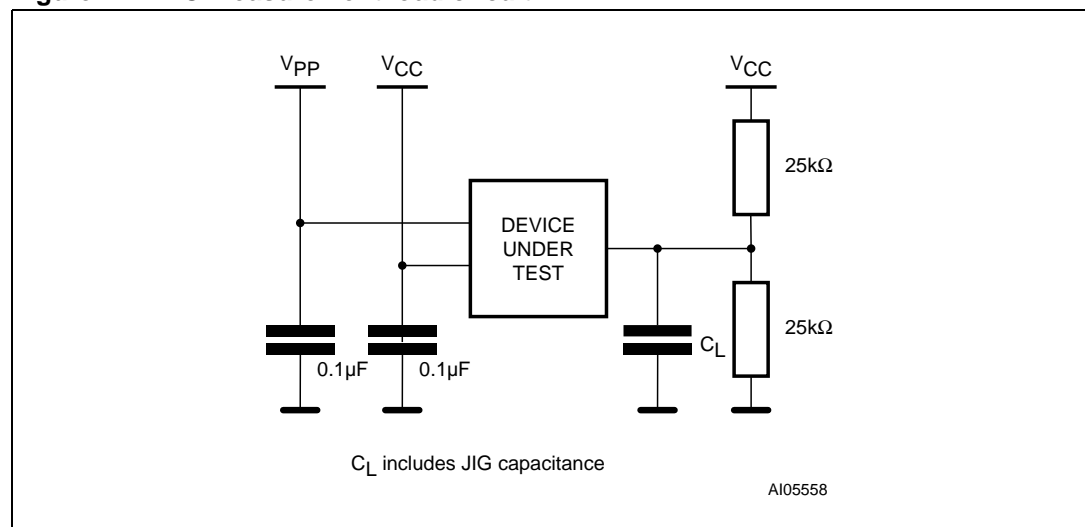 VPP
VCC
VCC
25kΩ
DEVICE
UNDER
TEST
25kΩ
CL
0.1µF
0.1µF
CL includes JIG capacitance
AI05558